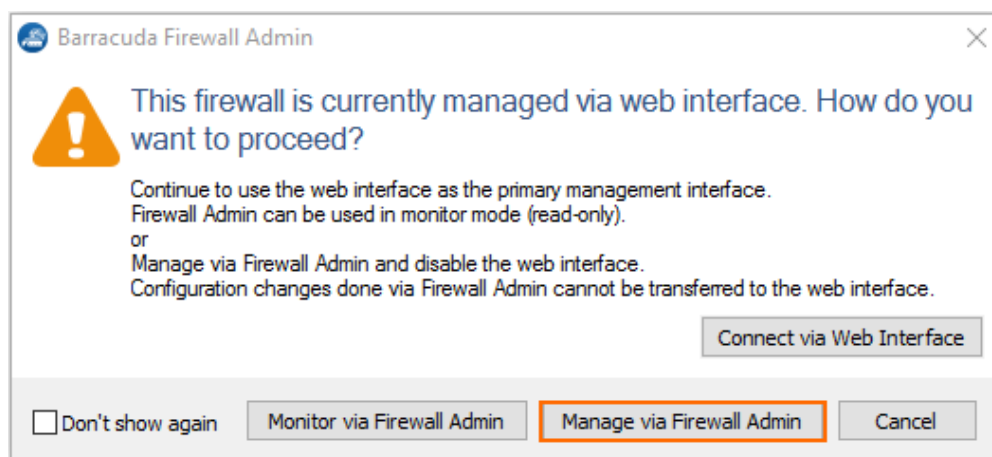 Barracuda Firewall Admin
This firewall is currently managed via web interface. How do you
want to proceed?
Continue to use the web interface as the primary management interface.
Firewall Admin can be used in monitor mode (read-only).
or
Manage via Firewall Admin and disable the web interface.
Configuration changes done via Firewall Admin cannot be transferred to the web interface.
Connect via Web Interface
Don't show again
Monitor via Firewall Admin
Manage via Firewall Admin
Cancel